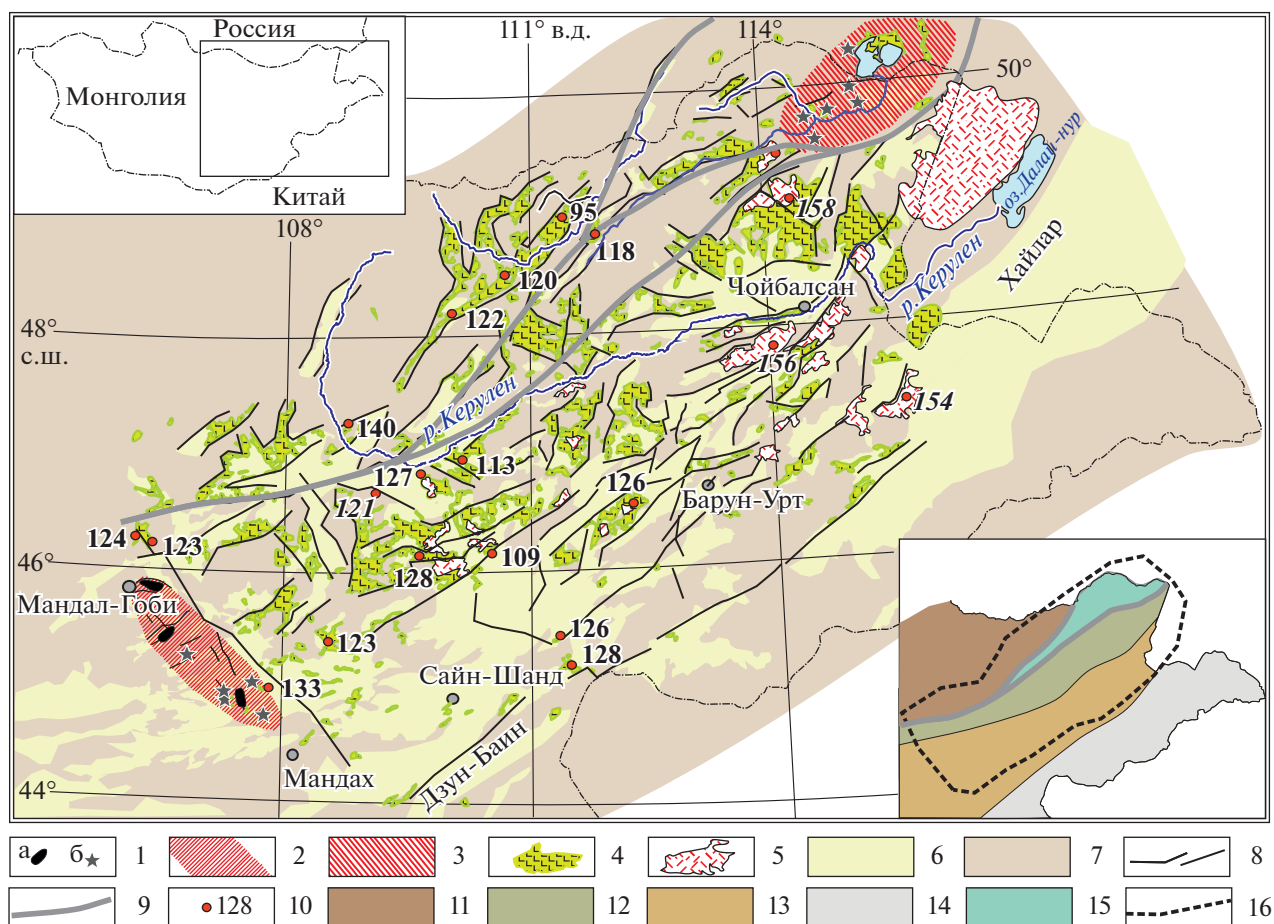 Россия
Монголия
Китай
111° в.д.
114
50°
оз.Далай-нур
р.Керулен
Хайлар
108°
95
118
158
120
122
Чойбалсан
48°
с.ш.
156
154
р.Керулен
140
127
113
121
126
Барун-Урт
124
123
46°
128
109
Мандал-Гоби
123
126
128
133
Сайн-Шанд
Мандах
Дзун-Баин
44°
а б 1 2 3 4 5 6 7 8
9 128 10 11 12 13 14 15 16